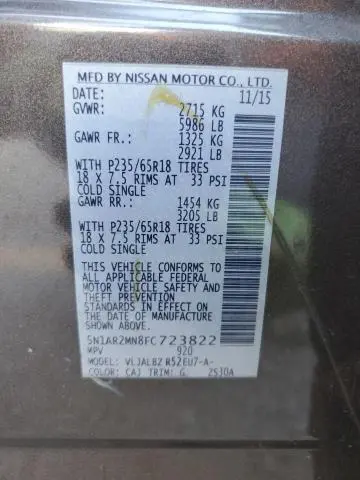 MFD BY NISSAN MOTOR CO., LTD.
DATE: 11/15
GVWR: 2715 KG
5986 LB
GAWR FR.: 1325 KG
2921 LB
WITH P235/65R18 TIRES
18 X 7.5 RIMS AT 33 PSI
COLD SINGLE
GAWR RR.: 1454 KG
3205 LB
WITH P235/65R18 TIRES
18 X 7.5 RIMS AT 33 PSI
COLD SINGLE
THIS VEHICLE CONFORMS TO
ALL APPLICABLE FEDERAL
MOTOR VEHICLE SAFETY AND
THEFT PREVENTION
STANDARDS IN EFFECT ON
THE DATE OF MANUFACTURE
SHOWN ABOVE.
5N1AR2MN8FC723822
MPV 920
MODEL: VLJALBZ R52EU7-A-
COLOR: CAJ TRIM: G